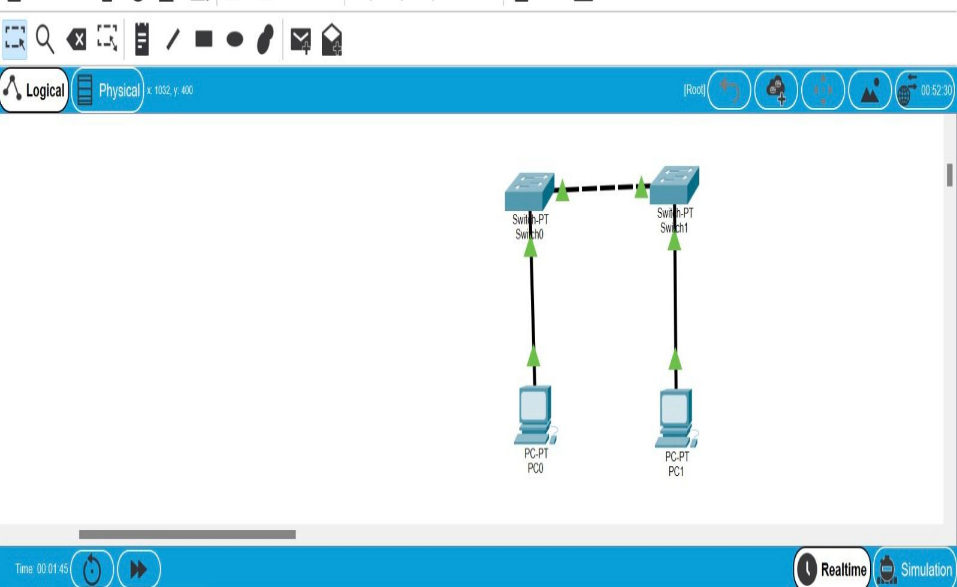 Logical
Physical
x: 1032, y: 400
[Root]
00:52:30
Switch-PT
Switch0
Switch-PT
Switch1
PC-PT
PC0
PC-PT
PC1
Time: 00:01:45
Realtime
Simulation